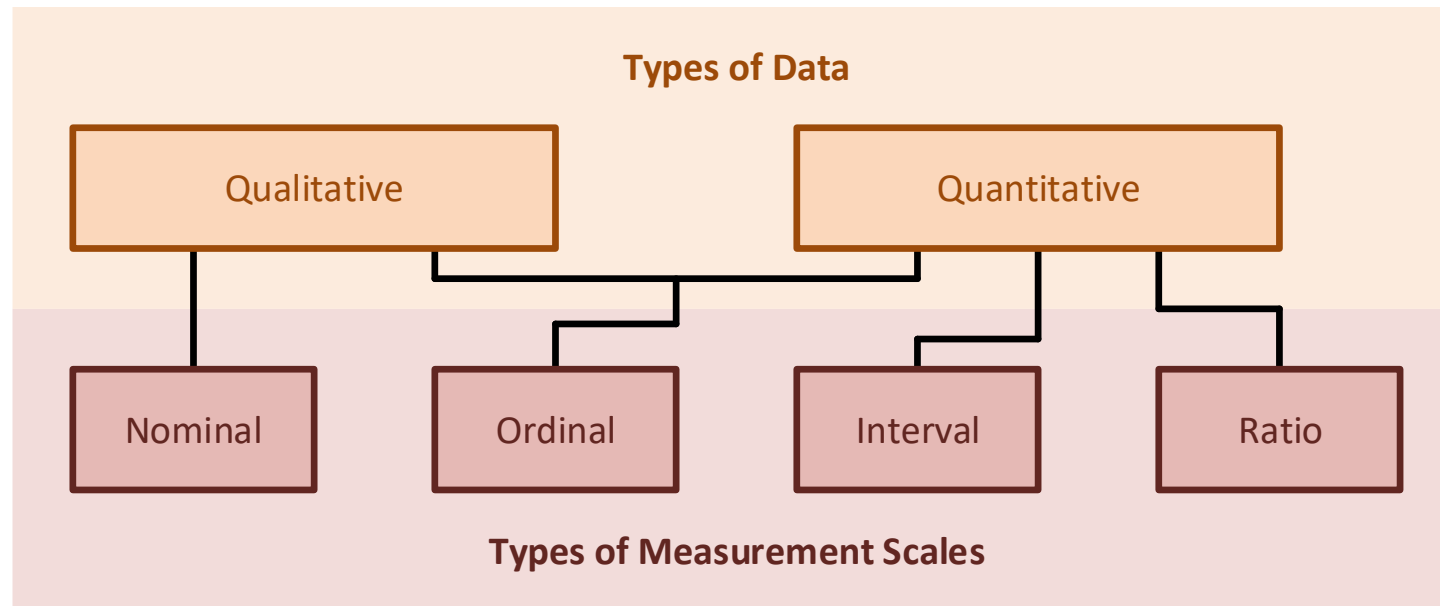 Types of Data
Qualitative
Quantitative
Nominal
Ordinal
Interval
Ratio
Types of Measurement Scales